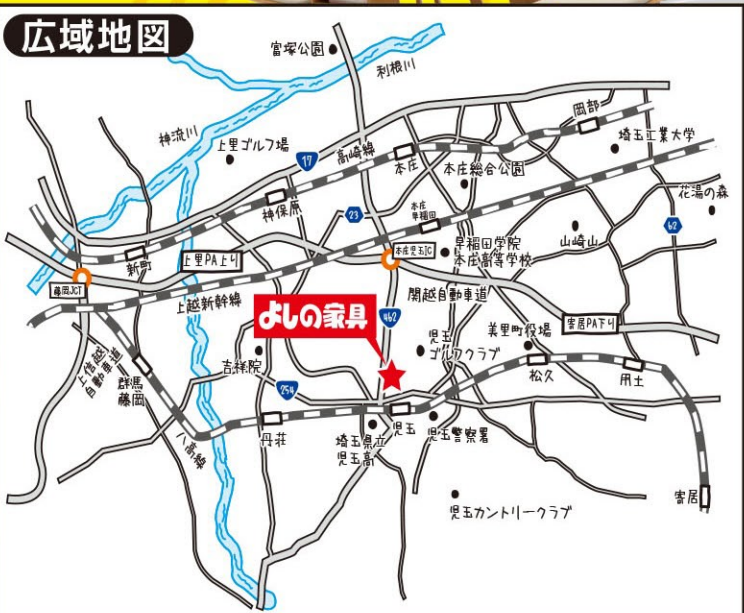 広域地図
富塚公園
利根川
神流川
上里ゴルフ場
17
高崎線
本庄
岡部
埼玉工業大学
本庄総合公園
神保原
23
本庄
早稲田
花湯の森
62
新町
上里PA上り
本庄児玉IC
早稲田学院
本庄高等学校
山崎山
藤岡JCT
上越新幹線
関越自動車道
よしの家具
462
寄居PA下り
上信越
自動車道
群馬
藤岡
吉祥院
児玉
ゴルフクラブ
美里町役場
松久
用土
254
八高線
丹荘
埼玉県立
児玉高
児玉
児玉警察署
児玉カントリークラブ
寄居